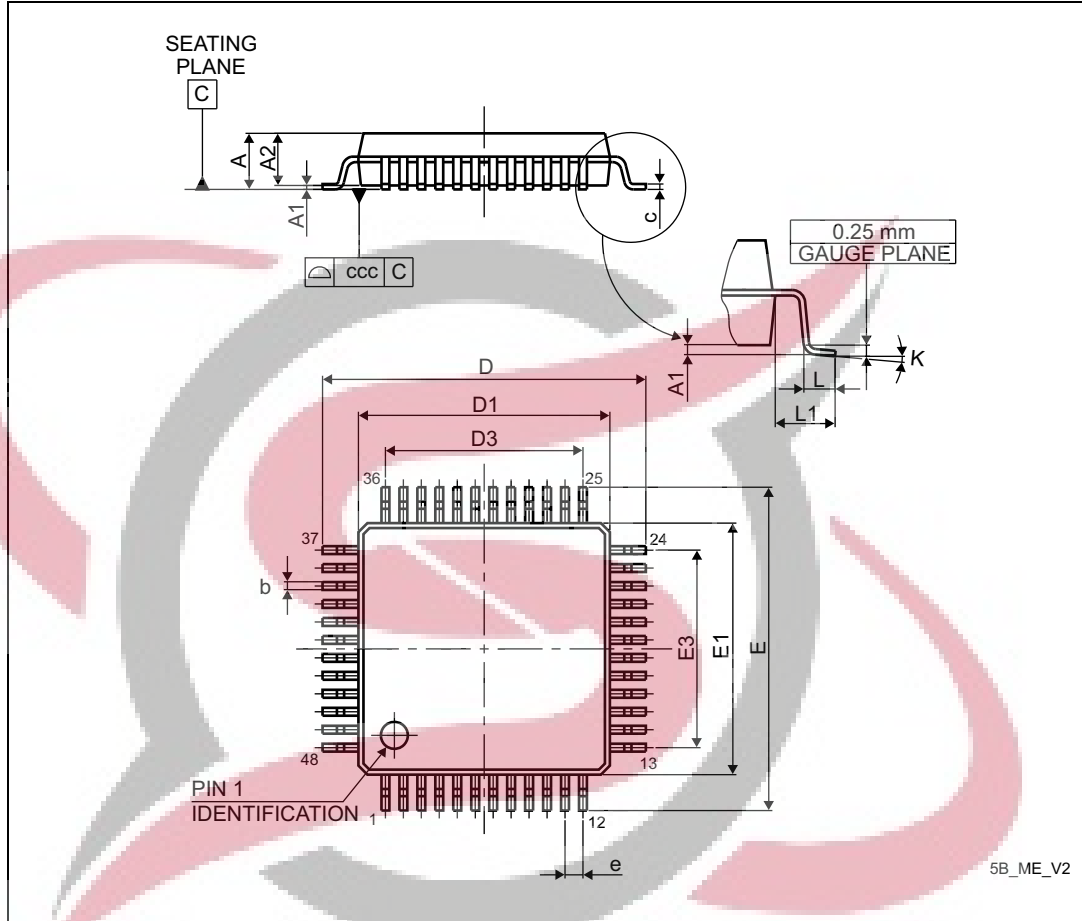 SEATING
PLANE
C
A
A2
A1
c
ccc C
0.25 mm
GAUGE PLANE
A1
K
L
L1
D
D1
D3
36
25
37
24
b
E3
E1
E
48
13
PIN 1
IDENTIFICATION
1
12
e
5B_ME_V2